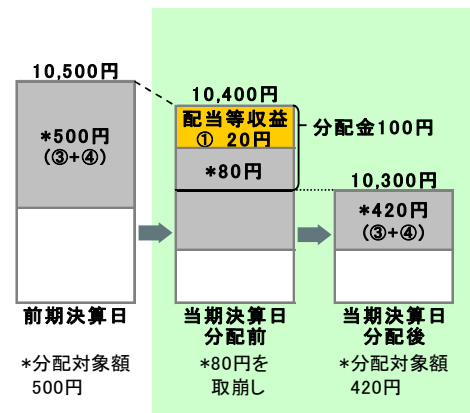 10,500円
*500円
(③+④)
前期決算日
*分配対象額
500円
10,400円
配当等収益
① 20円
*80円
分配金100円
当期決算日
分配前
*80円を
取崩し
10,300円
*420円
(③+④)
当期決算日
分配後
*分配対象額
420円